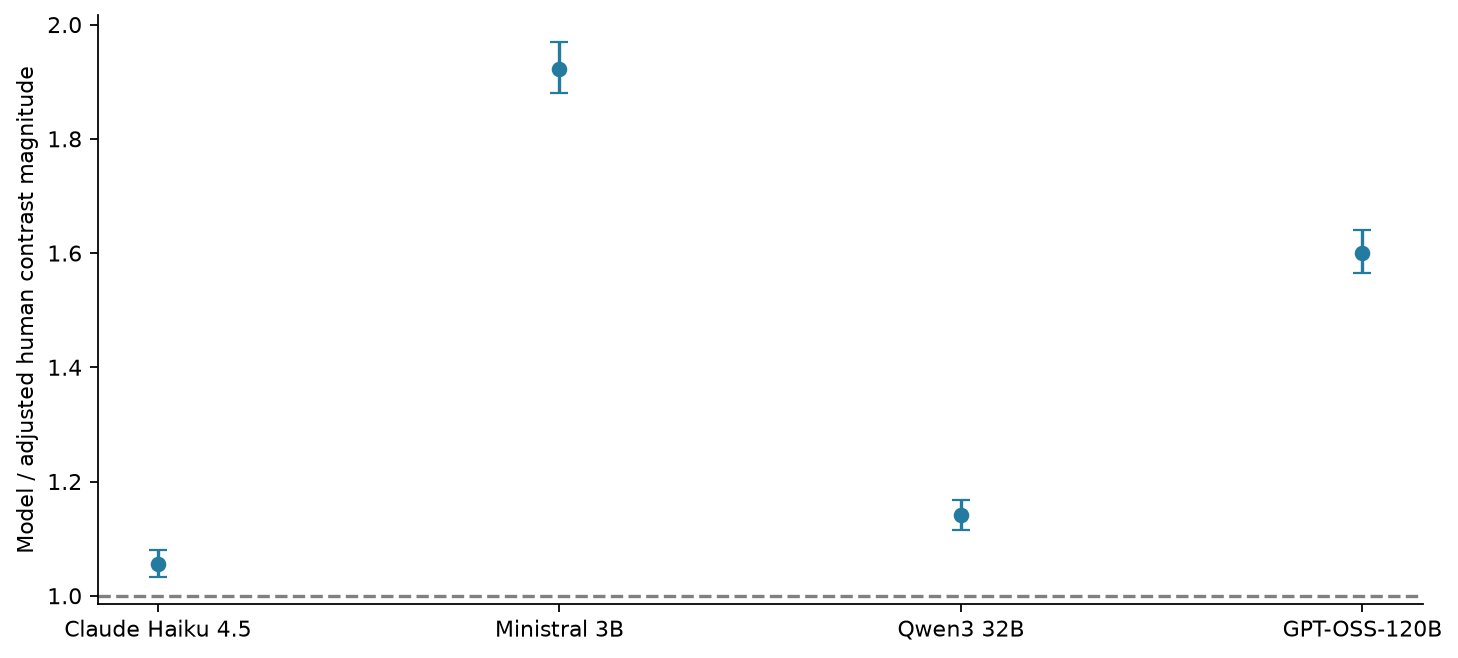 Model / adjusted human contrast magnitude
2.0
1.8
1.6
1.4
1.2
1.0
Claude Haiku 4.5
Ministral 3B
Qwen3 32B
GPT-OSS-120B